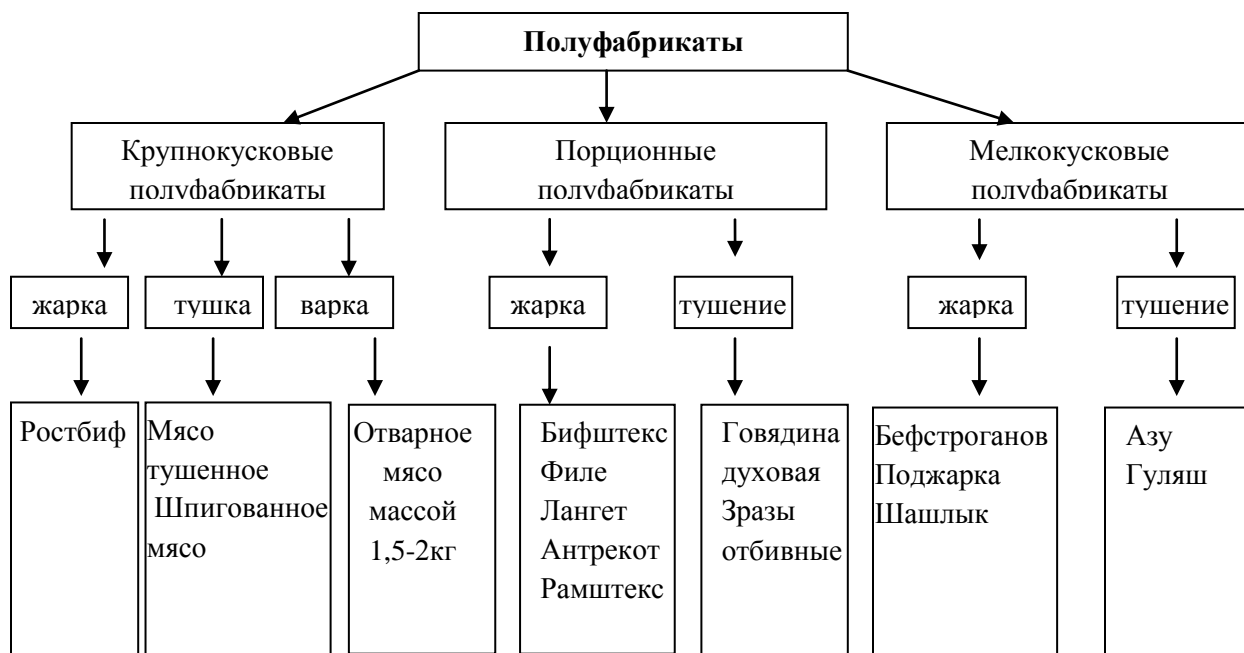 Полуфабрикаты
Крупнокусковые
полуфабрикаты
Порционные
полуфабрикаты
Мелкокусковые
полуфабрикаты
жарка
тушка
варка
жарка
тушение
жарка
тушение
Ростбиф
Мясо
тушенное
Шпигованное
мясо
Отварное
мясо
массой
1,5-2кг
Бифштекс
Филе
Лангет
Антрекот
Рамштекс
Говядина
духовая
Зразы
отбивные
Бефстроганов
Поджарка
Шашлык
Азу
Гуляш